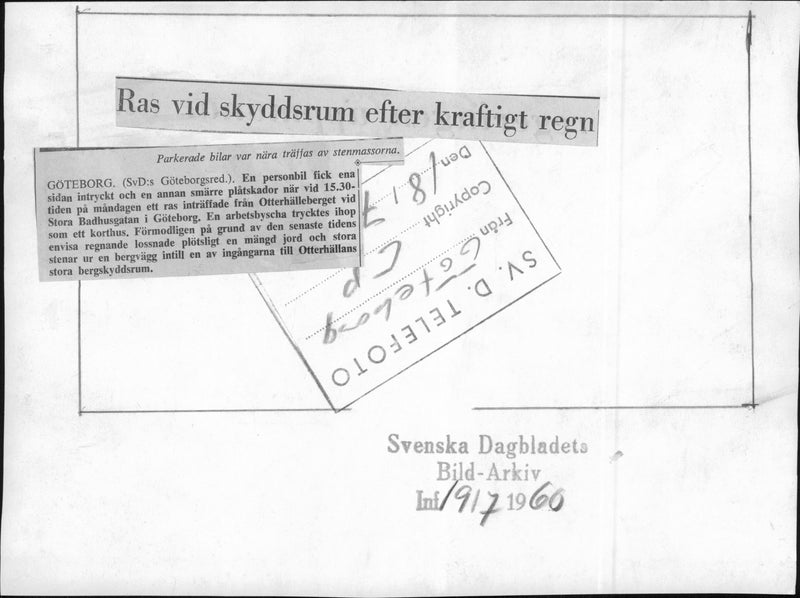 Ras vid skyddsrum efter kraftigt regn
Parkerade bilar var nära träffas av stenmassorna.
GÖTEBORG. (SvD:s Göteborgsred.). En personbil fick ena
sidan intryckt och en annan smärre plåtskador när vid 15.30-
tiden på måndagen ett ras inträffade från Otterhälleberget vid
Stora Badhusgatan i Göteborg. En arbetsbyscha trycktes ihop
som ett korthus. Förmodligen på grund av den senaste tidens
envisa regnande lossnade plötsligt en mängd jord och stora
stenar ur en bergvägg intill en av ingångarna till Otterhällans
stora bergskyddsrum.
SV. D. TELEFOTO
Från Göteborg
Copyright CP
Den 18/7
Svenska Dagbladets
Bild-Arkiv
Inf 19/7 1960